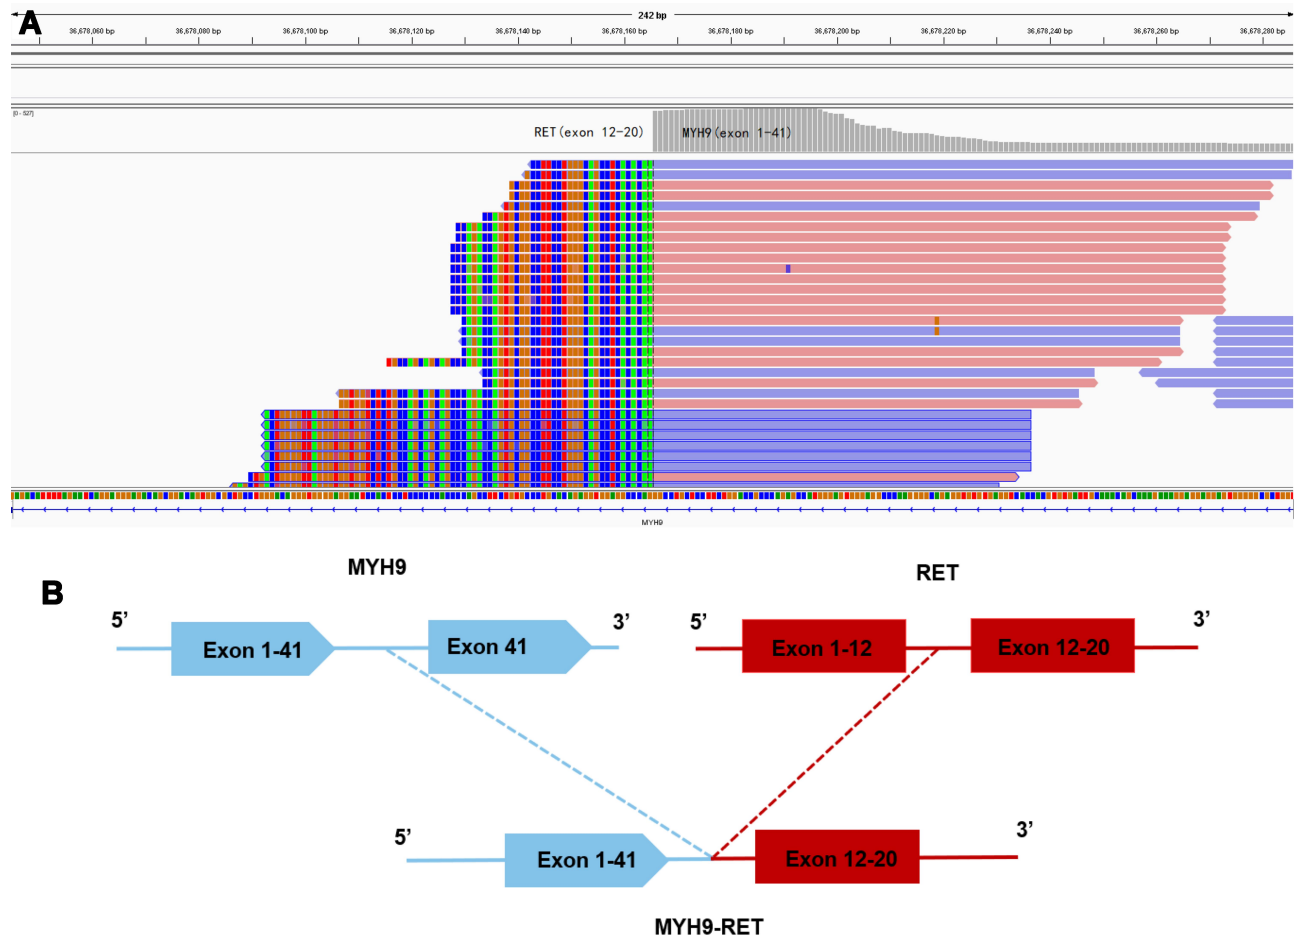 A
242 bp
36,678,060 bp 36,678,080 bp 36,678,100 bp 36,678,120 bp 36,678,140 bp 36,678,160 bp 36,678,180 bp 36,678,200 bp 36,678,220 bp 36,678,240 bp 36,678,260 bp 36,678,280 bp
[0 - 527]
RET(exon 12-20) MYH9(exon 1-41)
MYH9
B
MYH9 RET
5' 3' 5' 3'
Exon 1-41 Exon 41 Exon 1-12 Exon 12-20
5' 3'
Exon 1-41 Exon 12-20
MYH9-RET